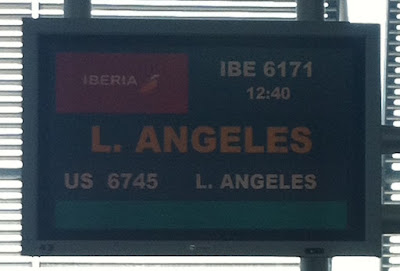 IBERIA IBE 6171
12:40
L. ANGELES
US 6745 L. ANGELES